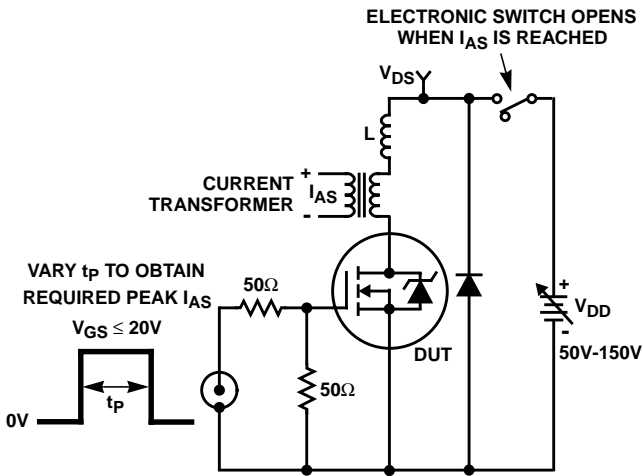 ELECTRONIC SWITCH OPENS
WHEN IAS IS REACHED
VDS
L
+
CURRENT
TRANSFORMER
IAS
-
VARY tP TO OBTAIN
REQUIRED PEAK IAS
50Ω
VGS ≤ 20V
DUT
+
VDD
-
50V-150V
50Ω
tP
0V